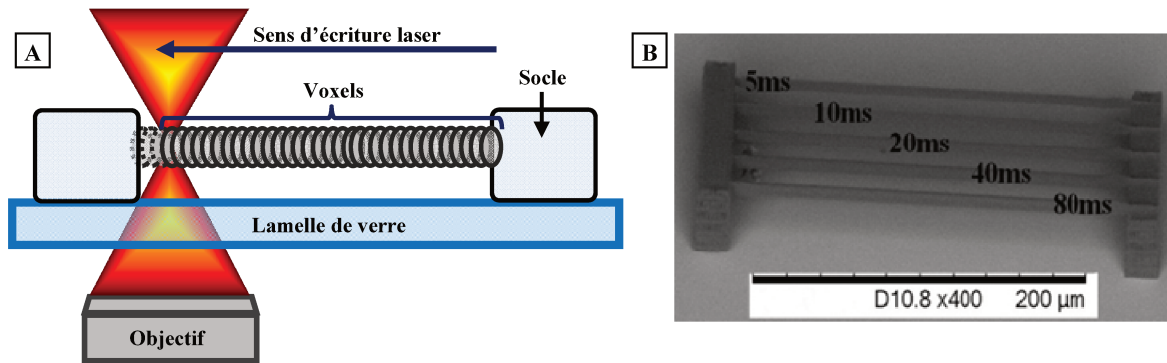 A
Sens d'écriture laser
Voxels
Socle
Lamelle de verre
Objectif
B
5ms
10ms
20ms
40ms
80ms
D10.8 x400 200 µm